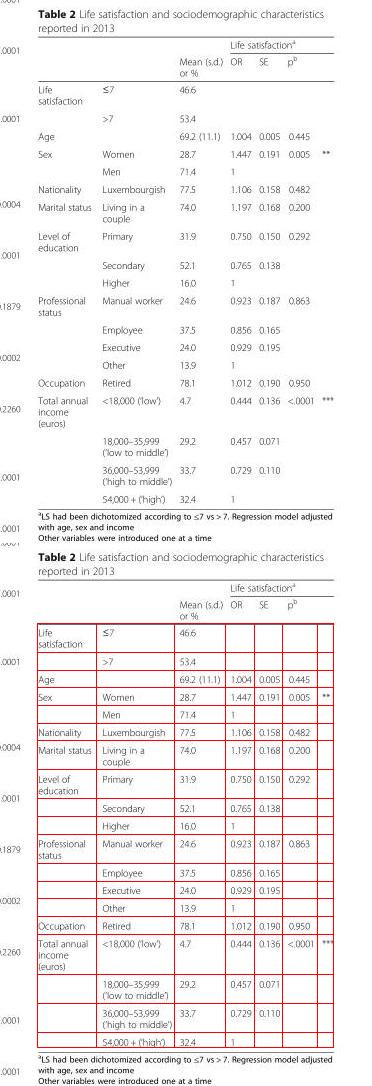 .0001
Table 2 Life satisfaction and sociodemographic characteristics
reported in 2013
Life satisfactionᵃ
Mean (s.d.) OR SE pᵇ
or %
Life ≤7 46.6
satisfaction
.0001 >7 53.4
Age 69.2 (11.1) 1.004 0.005 0.445
Sex Women 28.7 1.447 0.191 0.005 **
Men 71.4 1
Nationality Luxembourgish 77.5 1.106 0.158 0.482
.0004 Marital status Living in a 74.0 1.197 0.168 0.200
couple
Level of Primary 31.9 0.750 0.150 0.292
education
.0001
Secondary 52.1 0.765 0.138
Higher 16.0 1
.1879 Professional Manual worker 24.6 0.923 0.187 0.863
status
Employee 37.5 0.856 0.165
.0002 Executive 24.0 0.929 0.195
Other 13.9 1
Occupation Retired 78.1 1.012 0.190 0.950
.2260 Total annual <18,000 ('low') 4.7 0.444 0.136 <.0001 ***
income
(euros)
18,000–35,999 29.2 0.457 0.071
('low to middle')
.0001 36,000–53,999 33.7 0.729 0.110
('high to middle')
54,000 + ('high') 32.4 1
ᵃLS had been dichotomized according to ≤7 vs > 7. Regression model adjusted
.0001 with age, sex and income
Other variables were introduced one at a time
Table 2 Life satisfaction and sociodemographic characteristics
reported in 2013
.0001 Life satisfactionᵃ
Mean (s.d.) OR SE pᵇ
or %
Life ≤7 46.6
satisfaction
.0001 >7 53.4
Age 69.2 (11.1) 1.004 0.005 0.445
Sex Women 28.7 1.447 0.191 0.005 **
Men 71.4 1
Nationality Luxembourgish 77.5 1.106 0.158 0.482
.0004 Marital status Living in a 74.0 1.197 0.168 0.200
couple
Level of Primary 31.9 0.750 0.150 0.292
education
.0001
Secondary 52.1 0.765 0.138
Higher 16.0 1
.1879 Professional Manual worker 24.6 0.923 0.187 0.863
status
Employee 37.5 0.856 0.165
.0002 Executive 24.0 0.929 0.195
Other 13.9 1
Occupation Retired 78.1 1.012 0.190 0.950
.2260 Total annual <18,000 ('low') 4.7 0.444 0.136 <.0001 ***
income
(euros)
18,000–35,999 29.2 0.457 0.071
('low to middle')
.0001 36,000–53,999 33.7 0.729 0.110
('high to middle')
54,000 + ('high') 32.4 1
ᵃLS had been dichotomized according to ≤7 vs > 7. Regression model adjusted
.0001 with age, sex and income
Other variables were introduced one at a time